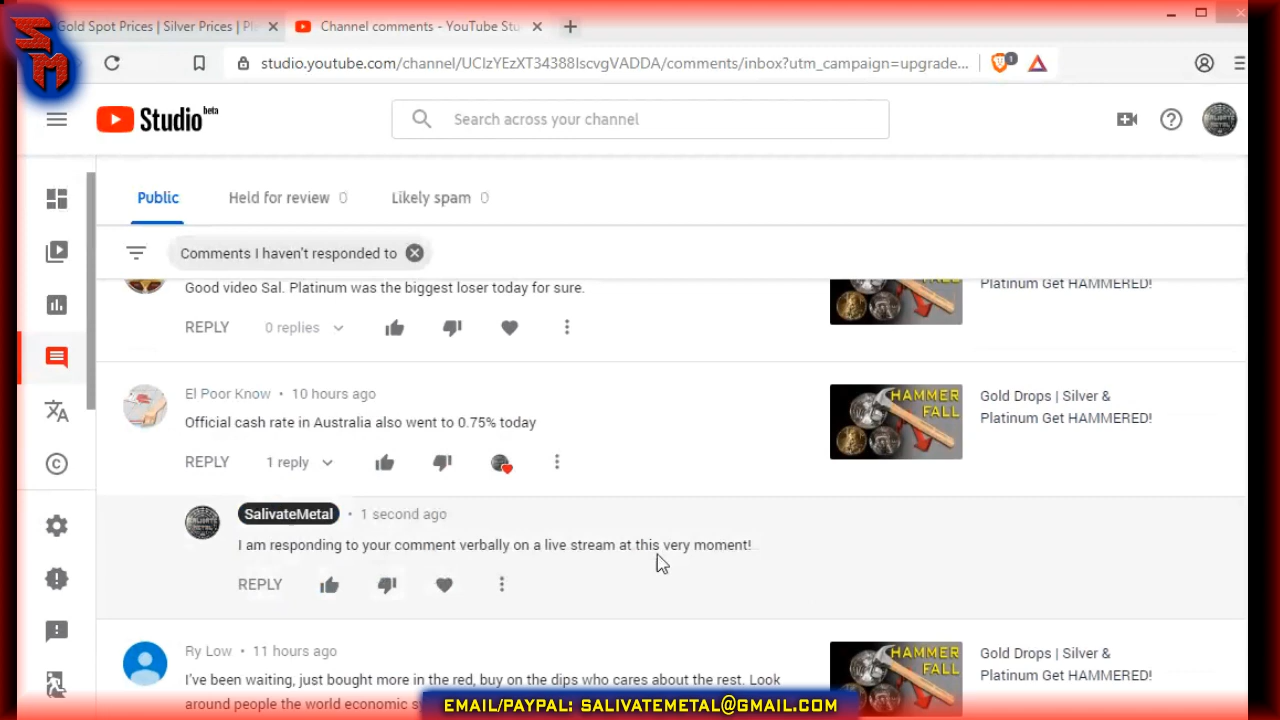 SM
Gold Spot Prices | Silver Prices | Pl
Channel comments - YouTube Stu
studio.youtube.com/channel/UClzYEzXT34388IscvgVADDA/comments/inbox?utm_campaign=upgrade...
1
Studio beta
Search across your channel
Public
Held for review 0
Likely spam 0
Comments I haven't responded to
Good video Sal. Platinum was the biggest loser today for sure.
Platinum Get HAMMERED!
REPLY 0 replies
El Poor Know • 10 hours ago
Official cash rate in Australia also went to 0.75% today
REPLY 1 reply
HAMMER
FALL
Gold Drops | Silver &
Platinum Get HAMMERED!
SalivateMetal • 1 second ago
I am responding to your comment verbally on a live stream at this very moment!
REPLY
Ry Low • 11 hours ago
I've been waiting, just bought more in the red, buy on the dips who cares about the rest. Look
around people the world economic
HAMMER
FALL
Gold Drops | Silver &
Platinum Get HAMMERED!
EMAIL/PAYPAL: SALIVATEMETAL@GMAIL.COM